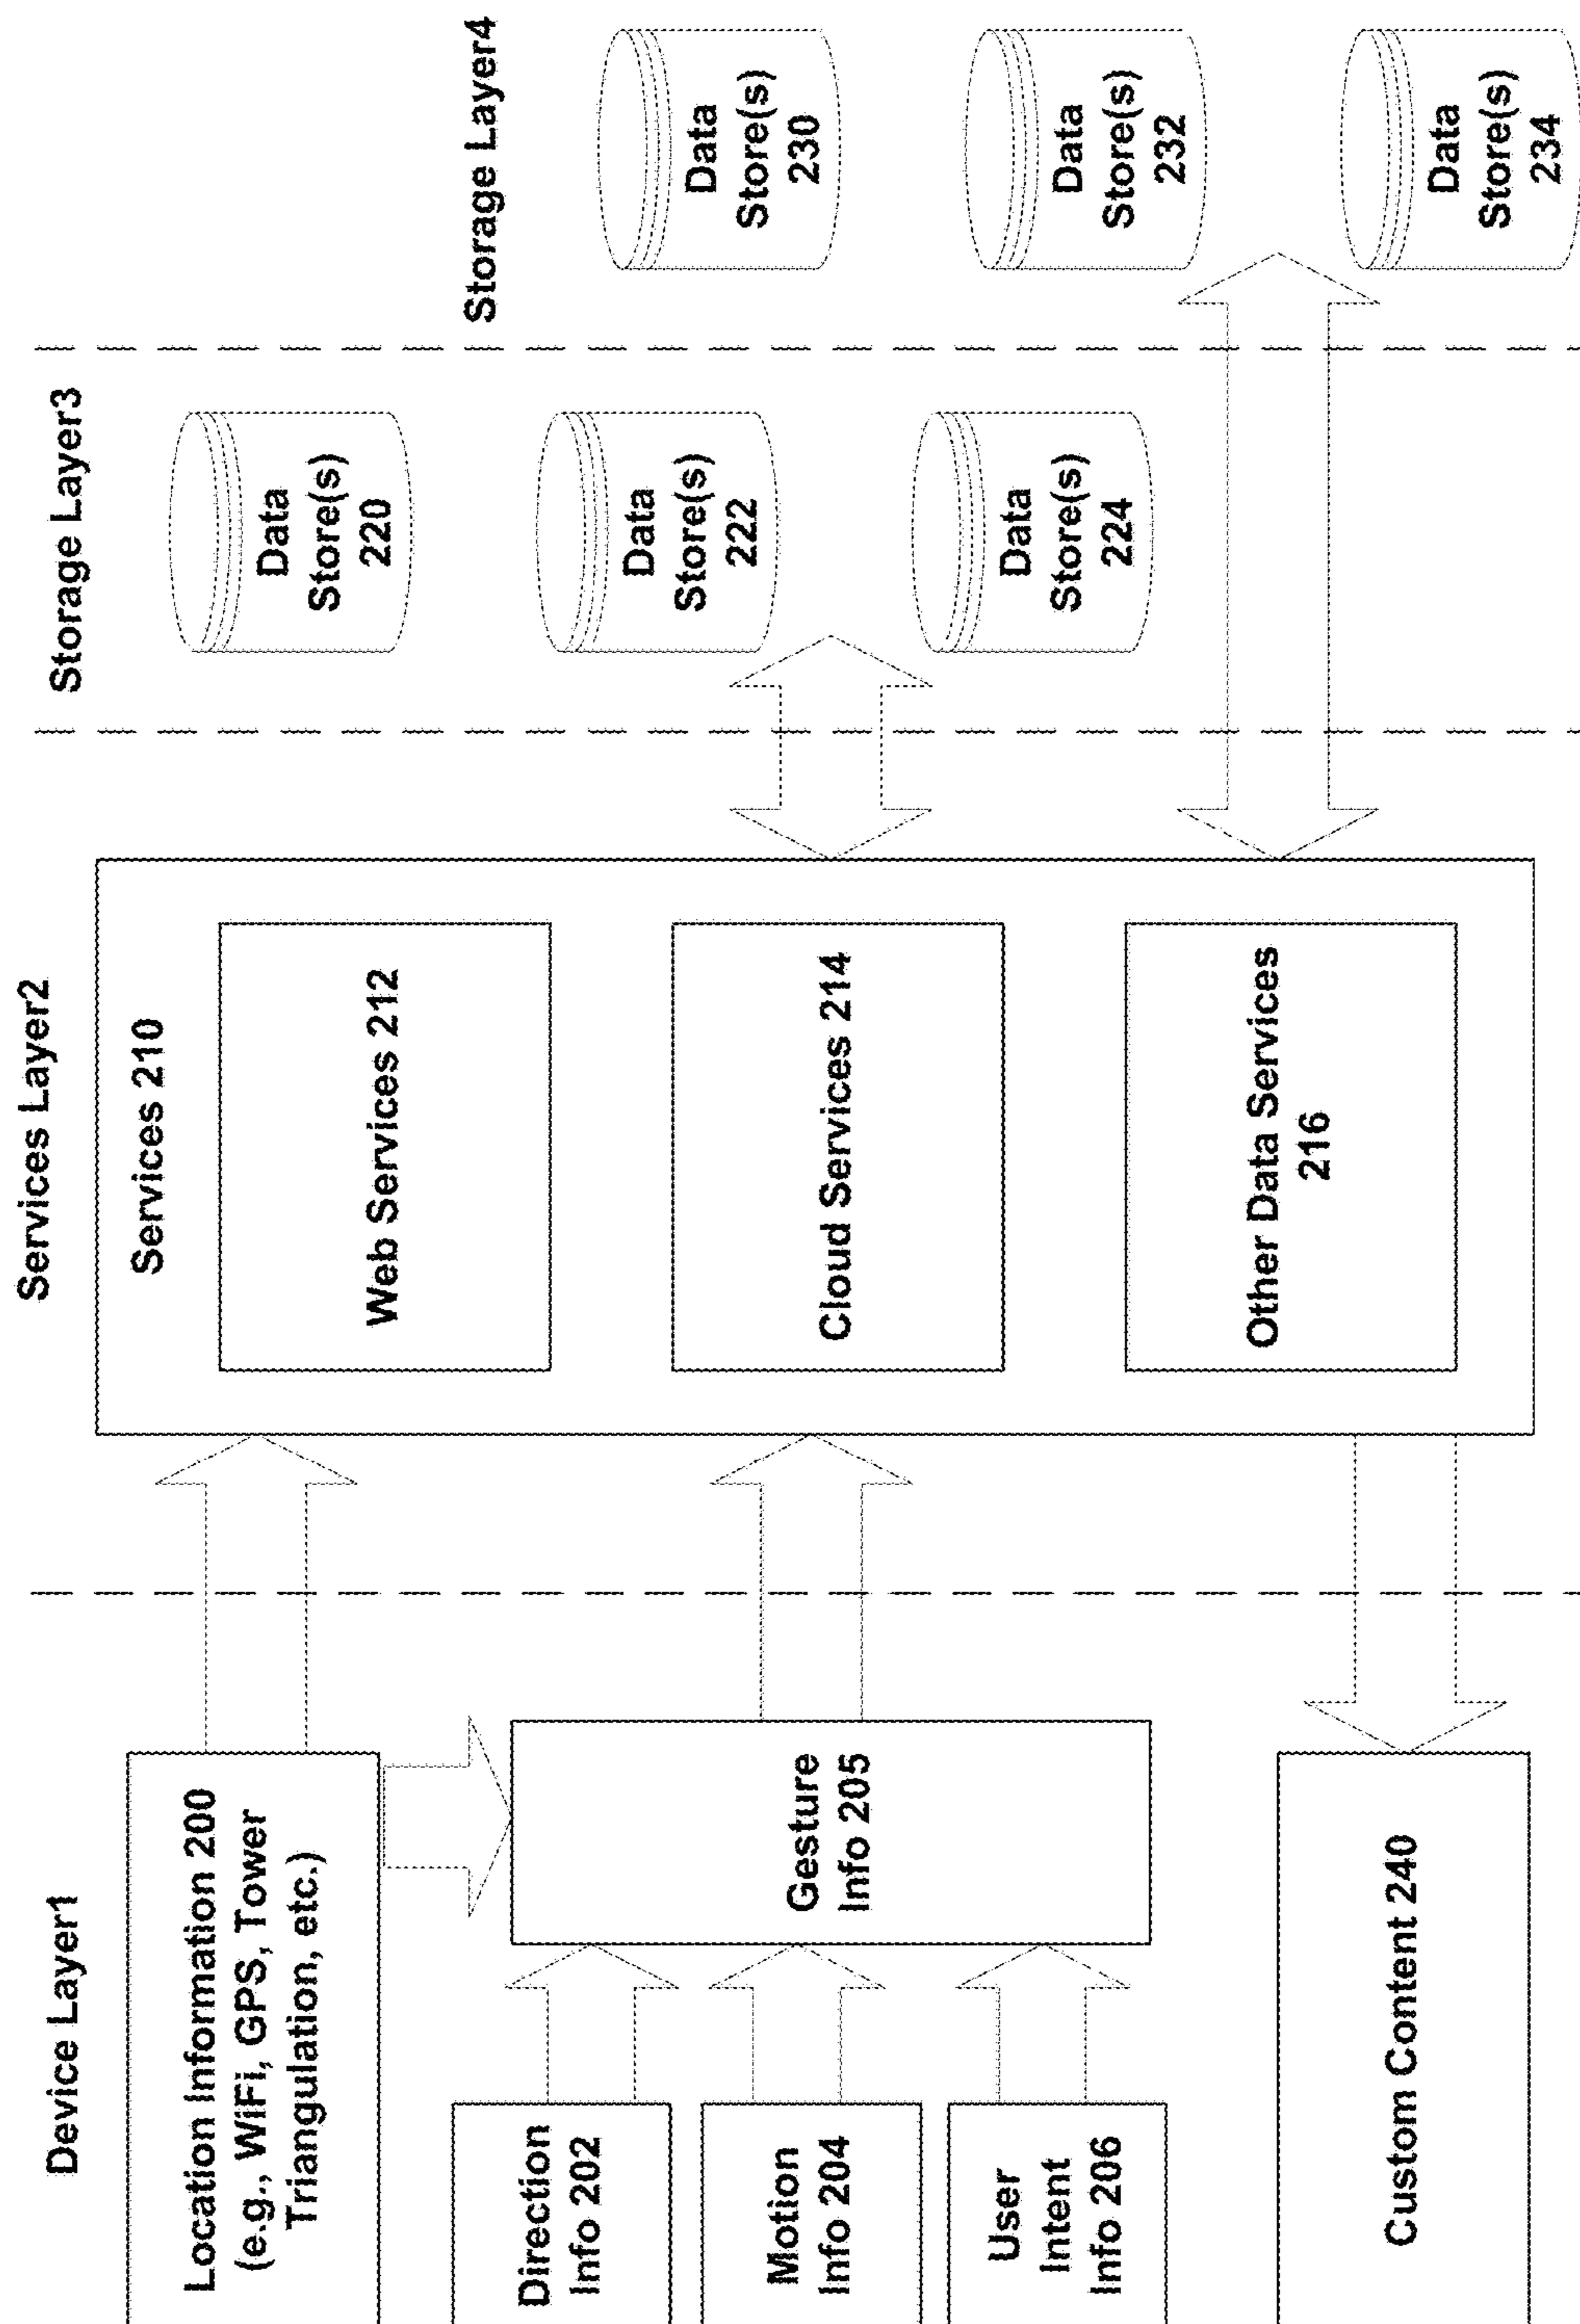 Device Layer1
Location Information 200
(e.g., WiFi, GPS, Tower
Triangulation, etc.)
Direction
Info 202
Motion
Info 204
User
Intent
Info 206
Gesture
Info 205
Custom Content 240
Services Layer2
Services 210
Web Services 212
Cloud Services 214
Other Data Services
216
Storage Layer3
Data
Store(s)
220
Data
Store(s)
222
Data
Store(s)
224
Storage Layer4
Data
Store(s)
230
Data
Store(s)
232
Data
Store(s)
234